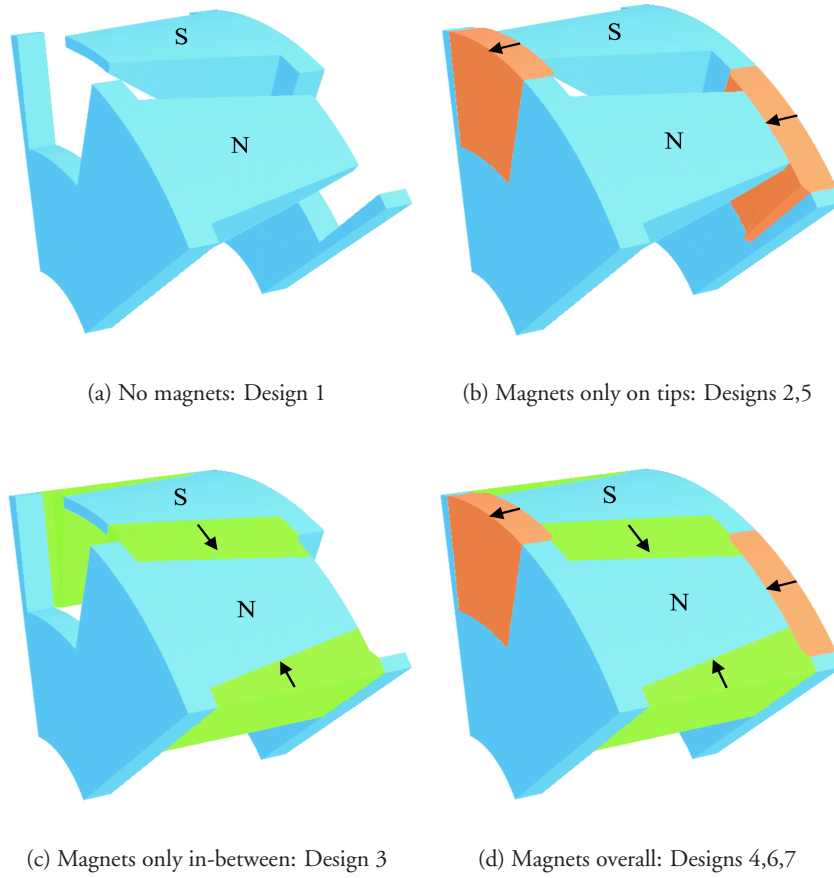 S
N
S
N
(a) No magnets: Design 1
(b) Magnets only on tips: Designs 2,5
S
N
S
N
(c) Magnets only in-between: Design 3
(d) Magnets overall: Designs 4,6,7